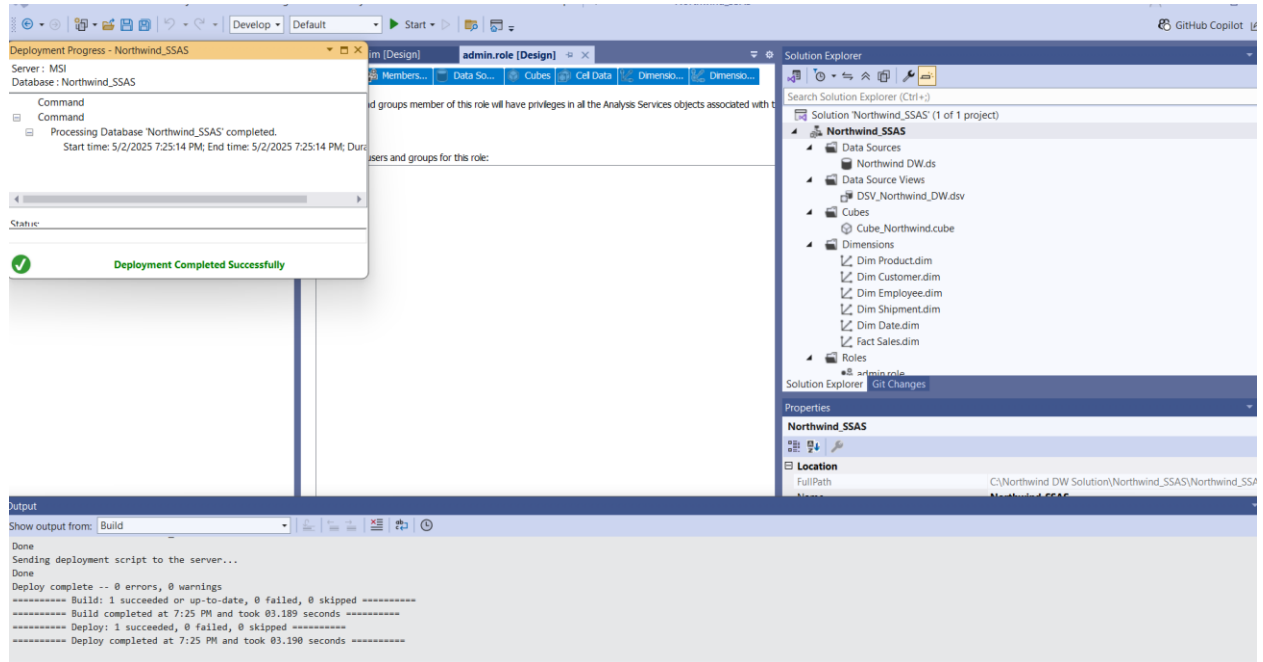 Develop
Default
Start
GitHub Copilot
Deployment Progress - Northwind_SSAS
Server : MSI
Database : Northwind_SSAS
Command
Command
Processing Database 'Northwind_SSAS' completed.
Start time: 5/2/2025 7:25:14 PM; End time: 5/2/2025 7:25:14 PM; Dura
Status:
Deployment Completed Successfully
im [Design]
admin.role [Design]
Members...
Data So...
Cubes
Cell Data
Dimensio...
Dimensio...
d groups member of this role will have privileges in all the Analysis Services objects associated with t
users and groups for this role:
Solution Explorer
Search Solution Explorer (Ctrl+;)
Solution 'Northwind_SSAS' (1 of 1 project)
Northwind_SSAS
Data Sources
Northwind DW.ds
Data Source Views
DSV_Northwind_DW.dsv
Cubes
Cube_Northwind.cube
Dimensions
Dim Product.dim
Dim Customer.dim
Dim Employee.dim
Dim Shipment.dim
Dim Date.dim
Fact Sales.dim
Roles
admin.role
Solution Explorer Git Changes
Properties
Northwind_SSAS
Location
FullPath C:\Northwind DW Solution\Northwind_SSAS\Northwind_SSA
Name Northwind_SSAS
Output
Show output from: Build
Done
Sending deployment script to the server...
Done
Deploy complete -- 0 errors, 0 warnings
========== Build: 1 succeeded or up-to-date, 0 failed, 0 skipped ==========
========== Build completed at 7:25 PM and took 03.189 seconds ==========
========== Deploy: 1 succeeded, 0 failed, 0 skipped ==========
========== Deploy completed at 7:25 PM and took 03.190 seconds ==========